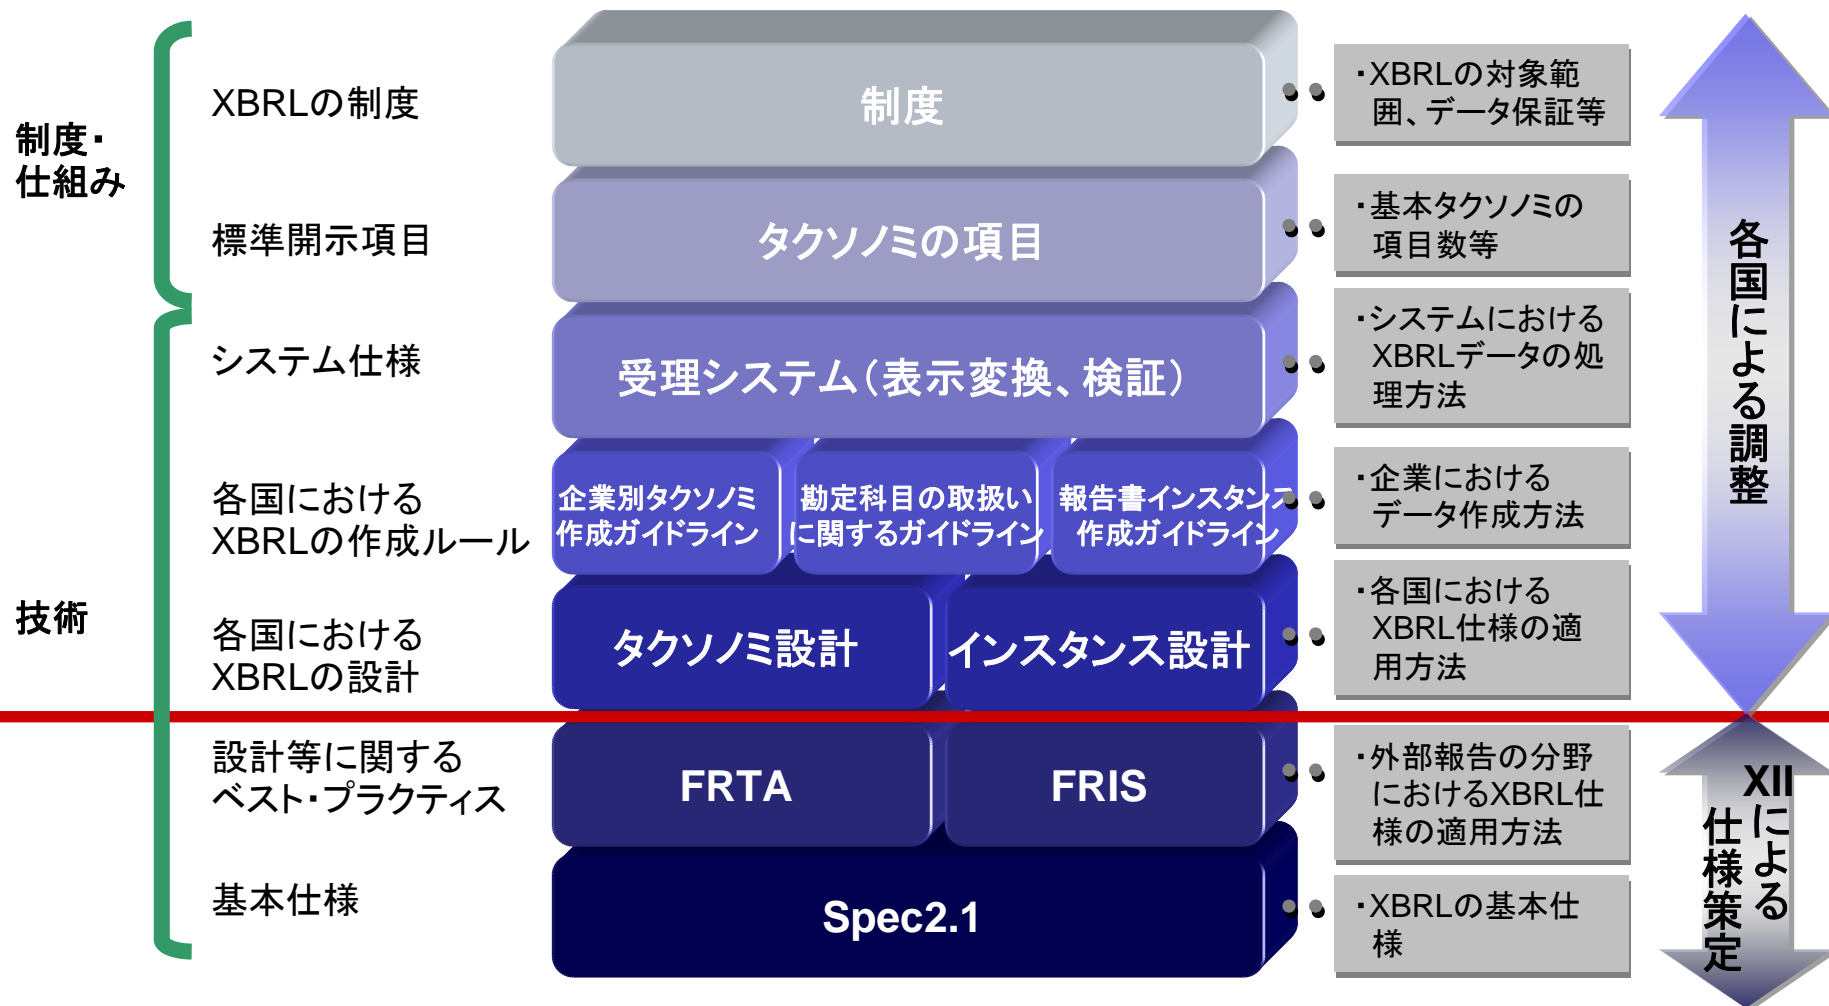 制度・
仕組み
XBRLの制度
制度
・XBRLの対象範
囲、データ保証等
標準開示項目
タクソノミの項目
・基本タクソノミの
項目数等
システム仕様
受理システム（表示変換、検証）
・システムにおける
XBRLデータの処
理方法
各国における
XBRLの作成ルール
企業別タクソノミ
作成ガイドライン
勘定科目の取扱い
に関するガイドライン
報告書インスタンス
作成ガイドライン
・企業における
データ作成方法
技術
各国における
XBRLの設計
タクソノミ設計
インスタンス設計
・各国における
XBRL仕様の適
用方法
各国による調整
設計等に関する
ベスト・プラクティス
FRTA
FRIS
・外部報告の分野
におけるXBRL仕
様の適用方法
基本仕様
Spec2.1
・XBRLの基本仕
様
XIIによる
仕様策定